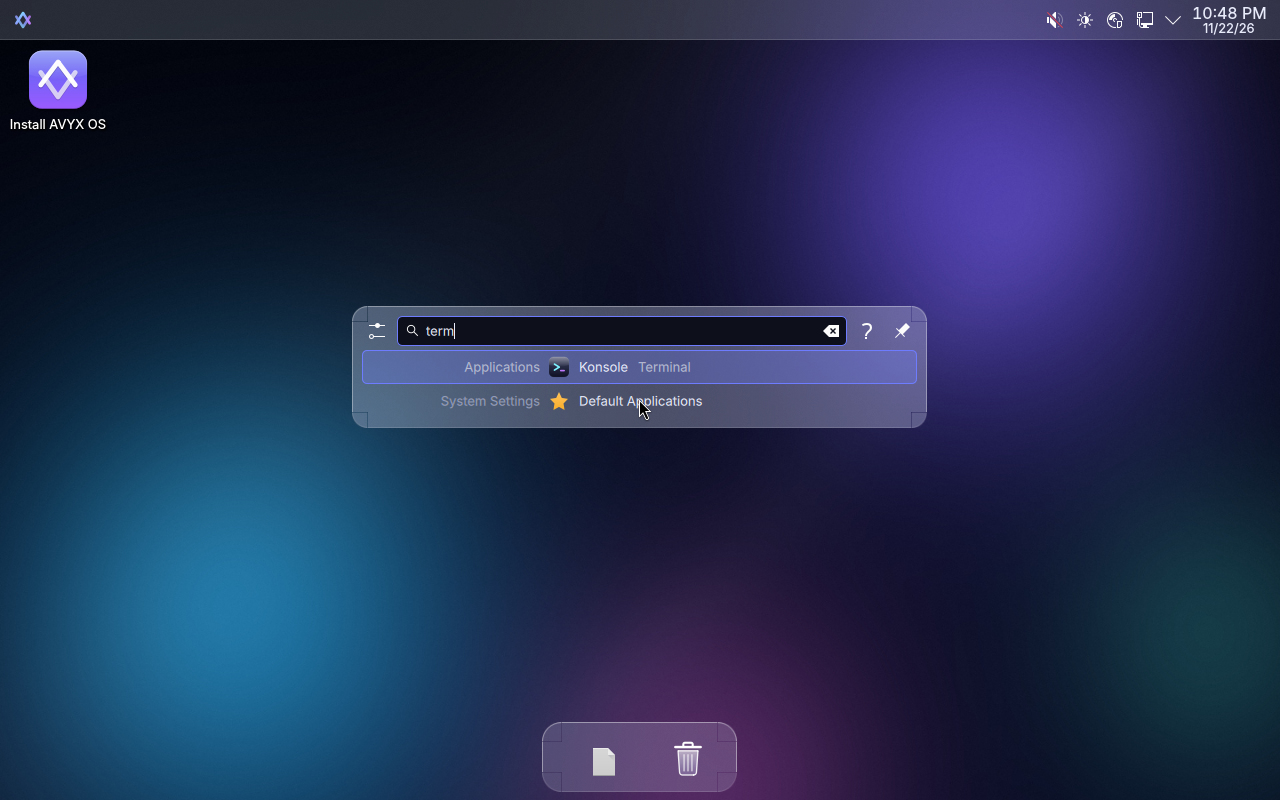 10:48 PM
11/22/26
Install AVYX OS
term
?
Applications Konsole Terminal
System Settings Default Applications